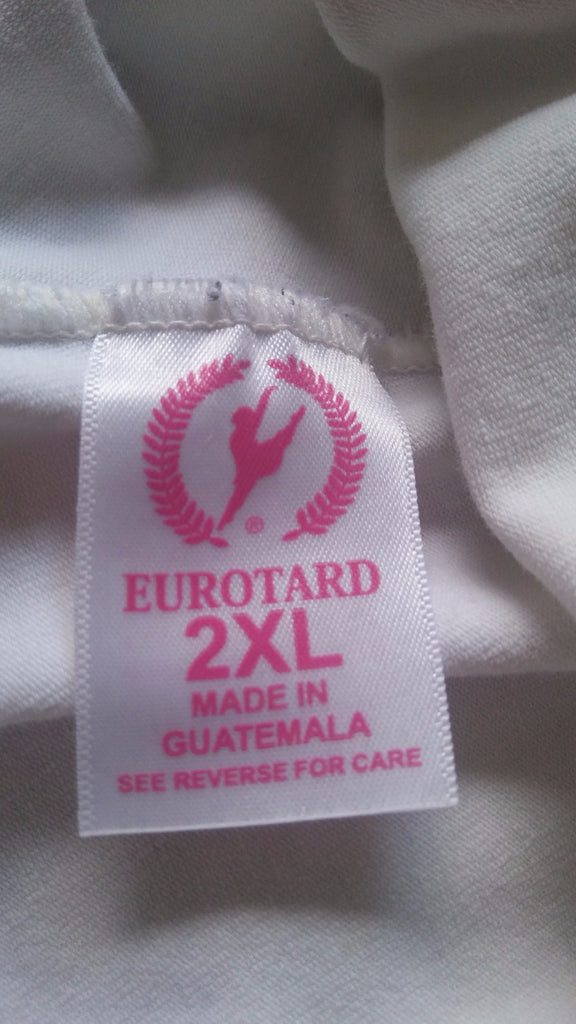 ®
EUROTARD
2XL
MADE IN
GUATEMALA
SEE REVERSE FOR CARE